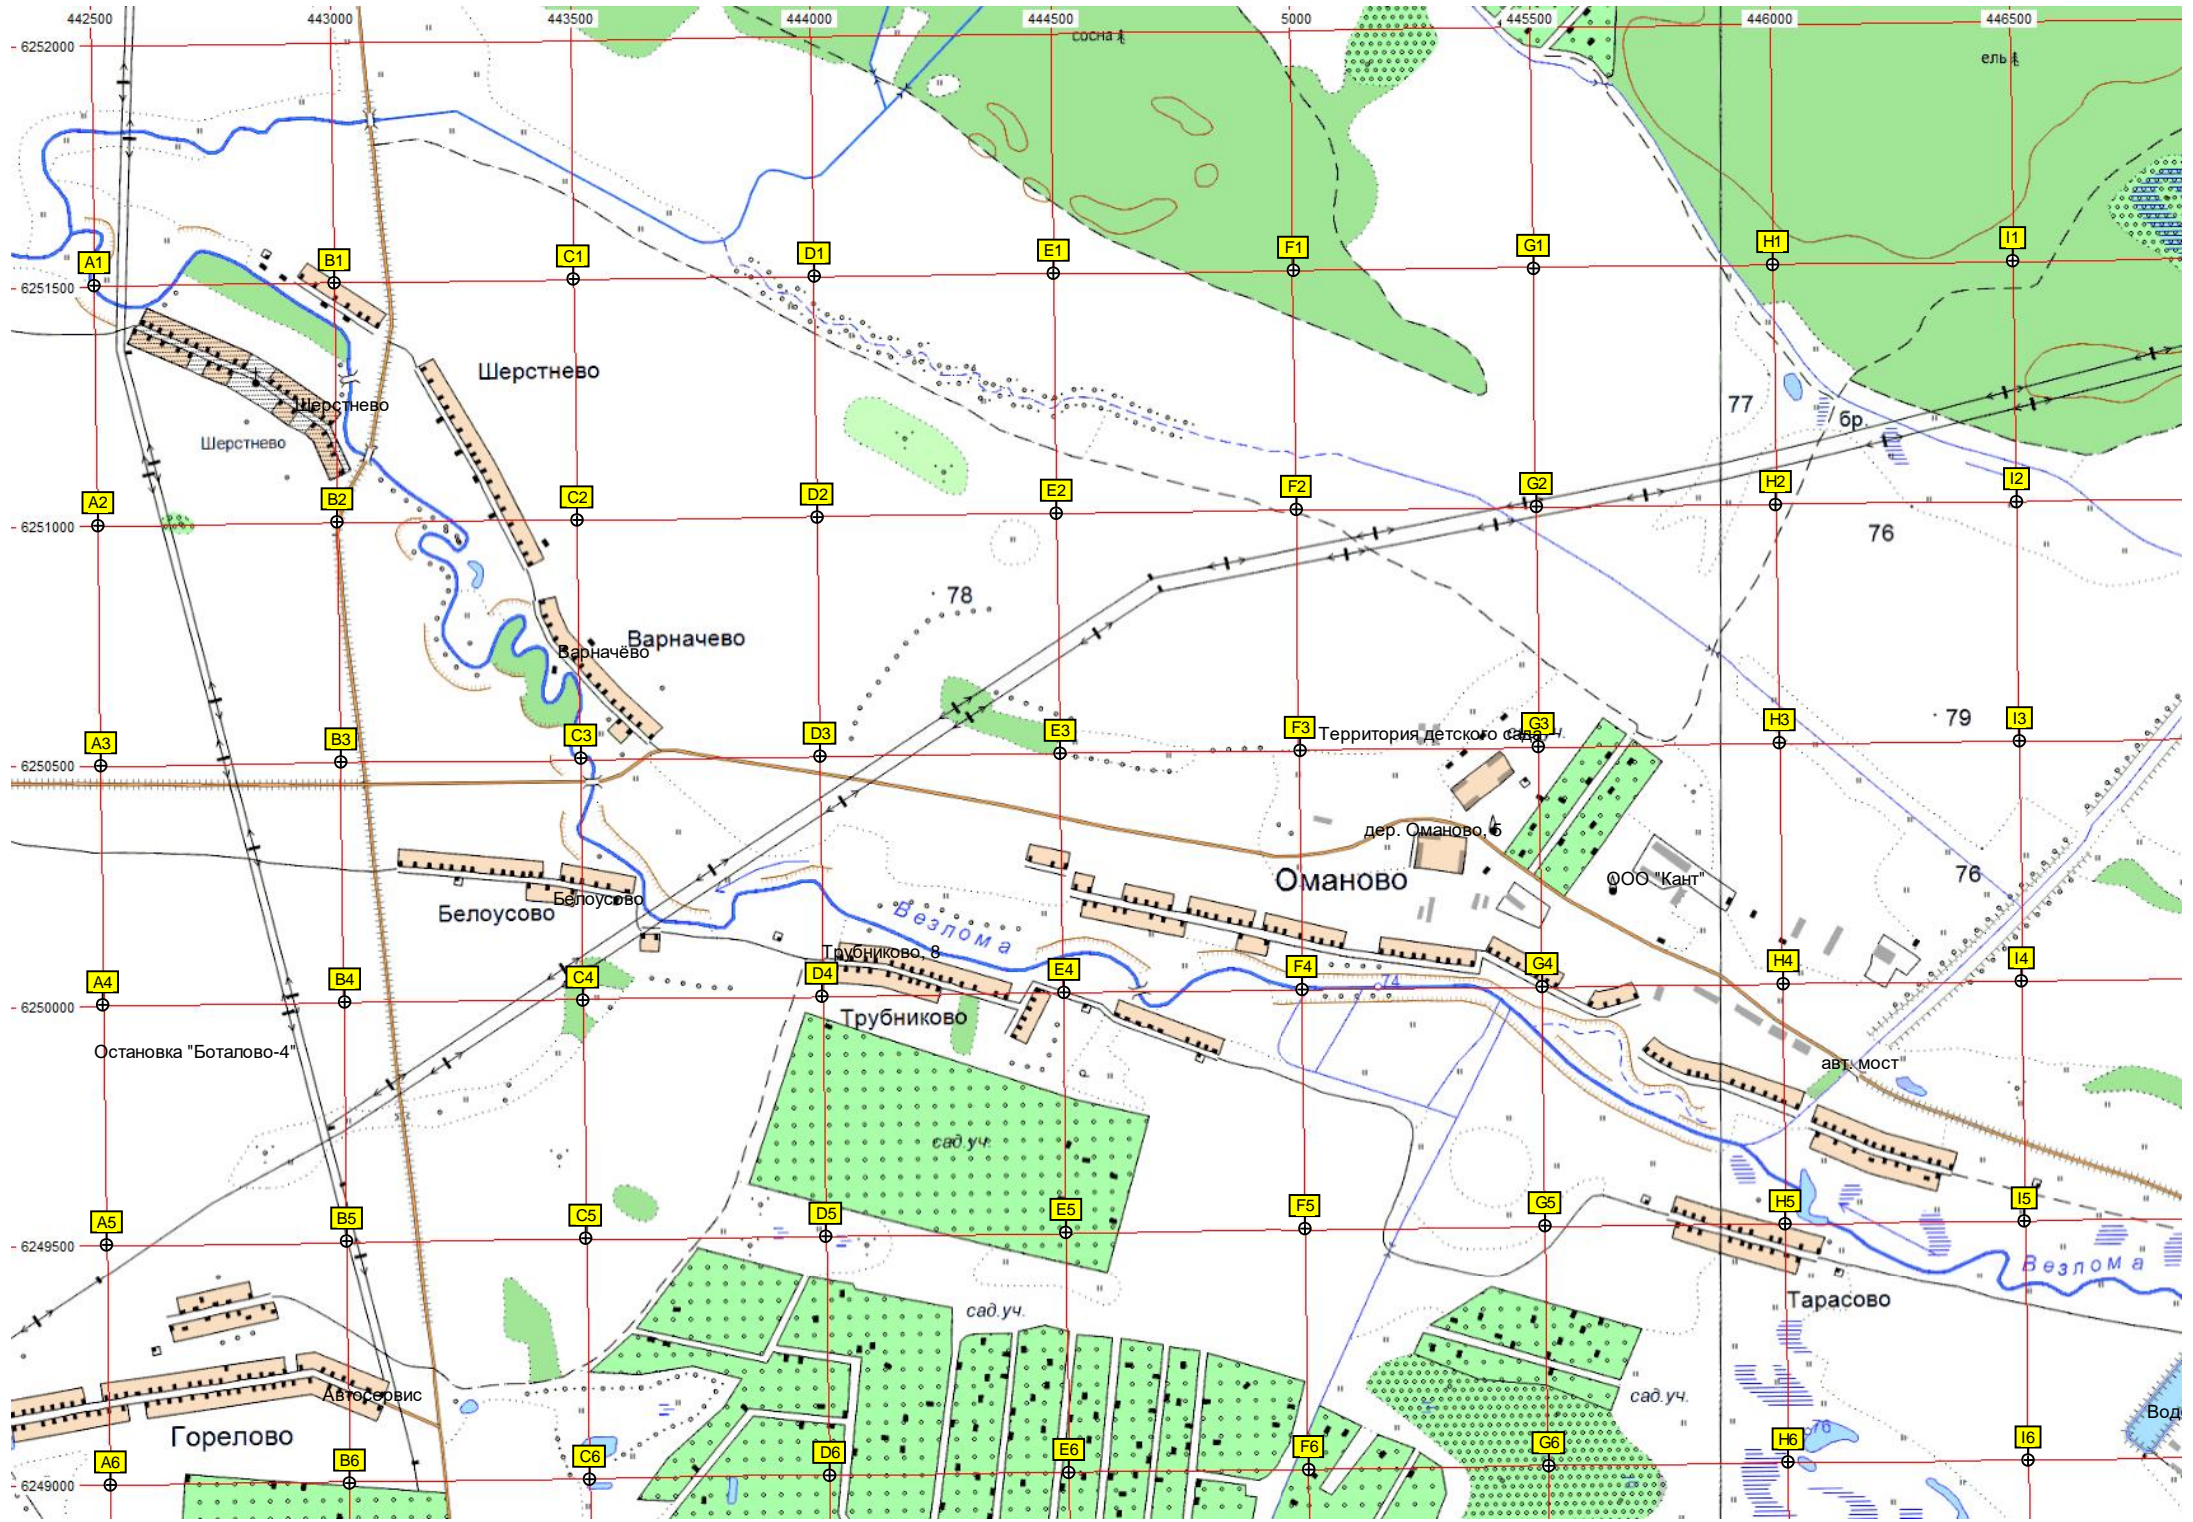 442500 443000 443500 444000 444500 5000 445500 446000 446500
6252000
сосна
ель
A1 B1 C1 D1 E1 F1 G1 H1 I1
6251500
Шерстнево
Шерстнево
Шерстнево
77
бр.
A2 B2 C2 D2 E2 F2 G2 H2 I2
6251000
76
78
Варначево
Варначёво
A3 B3 C3 D3 E3 F3 G3 H3 I3
79
Территория детского сада
6250500
дер. Оманово, 5
Оманово
ООО "Кант"
76
Белоусово
Белоусово
Везлома
Трубниково, 8
A4 B4 C4 D4 E4 F4 G4 H4 I4
74
6250000
Трубниково
Остановка "Боталово-4"
авт. мост"
сад.уч.
A5 B5 C5 D5 E5 F5 G5 H5 I5
6249500
Везлома
Тарасово
сад.уч.
сад.уч.
Автосервис
Вод
76
Горелово
A6 B6 C6 D6 E6 F6 G6 H6 I6
6249000